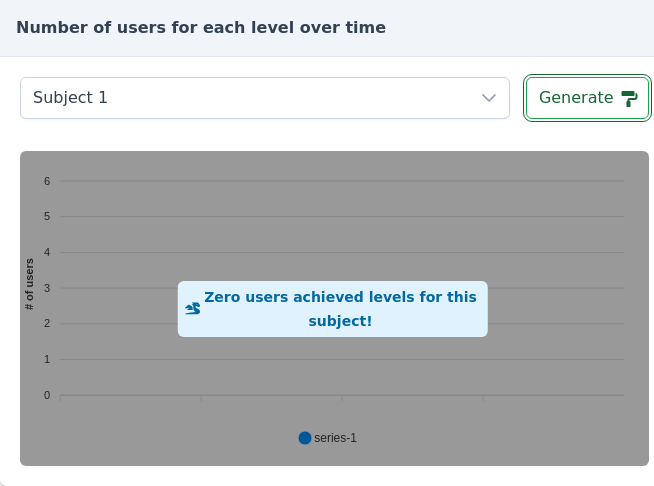 Number of users for each level over time
Subject 1
Generate
6
5
4
3
2
1
0
# of users
Zero users achieved levels for this
subject!
series-1